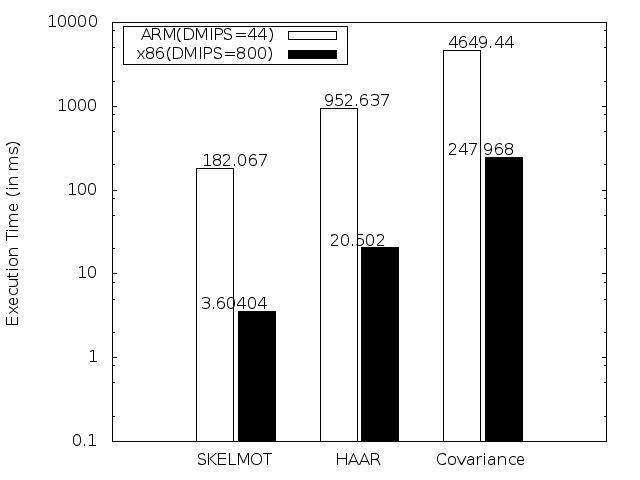 10000
1000
100
10
1
0.1
Execution Time (in ms)
ARM(DMIPS=44)
x86(DMIPS=800)
182.067
3.60404
952.637
20.502
4649.44
247.968
SKELMOT
HAAR
Covariance